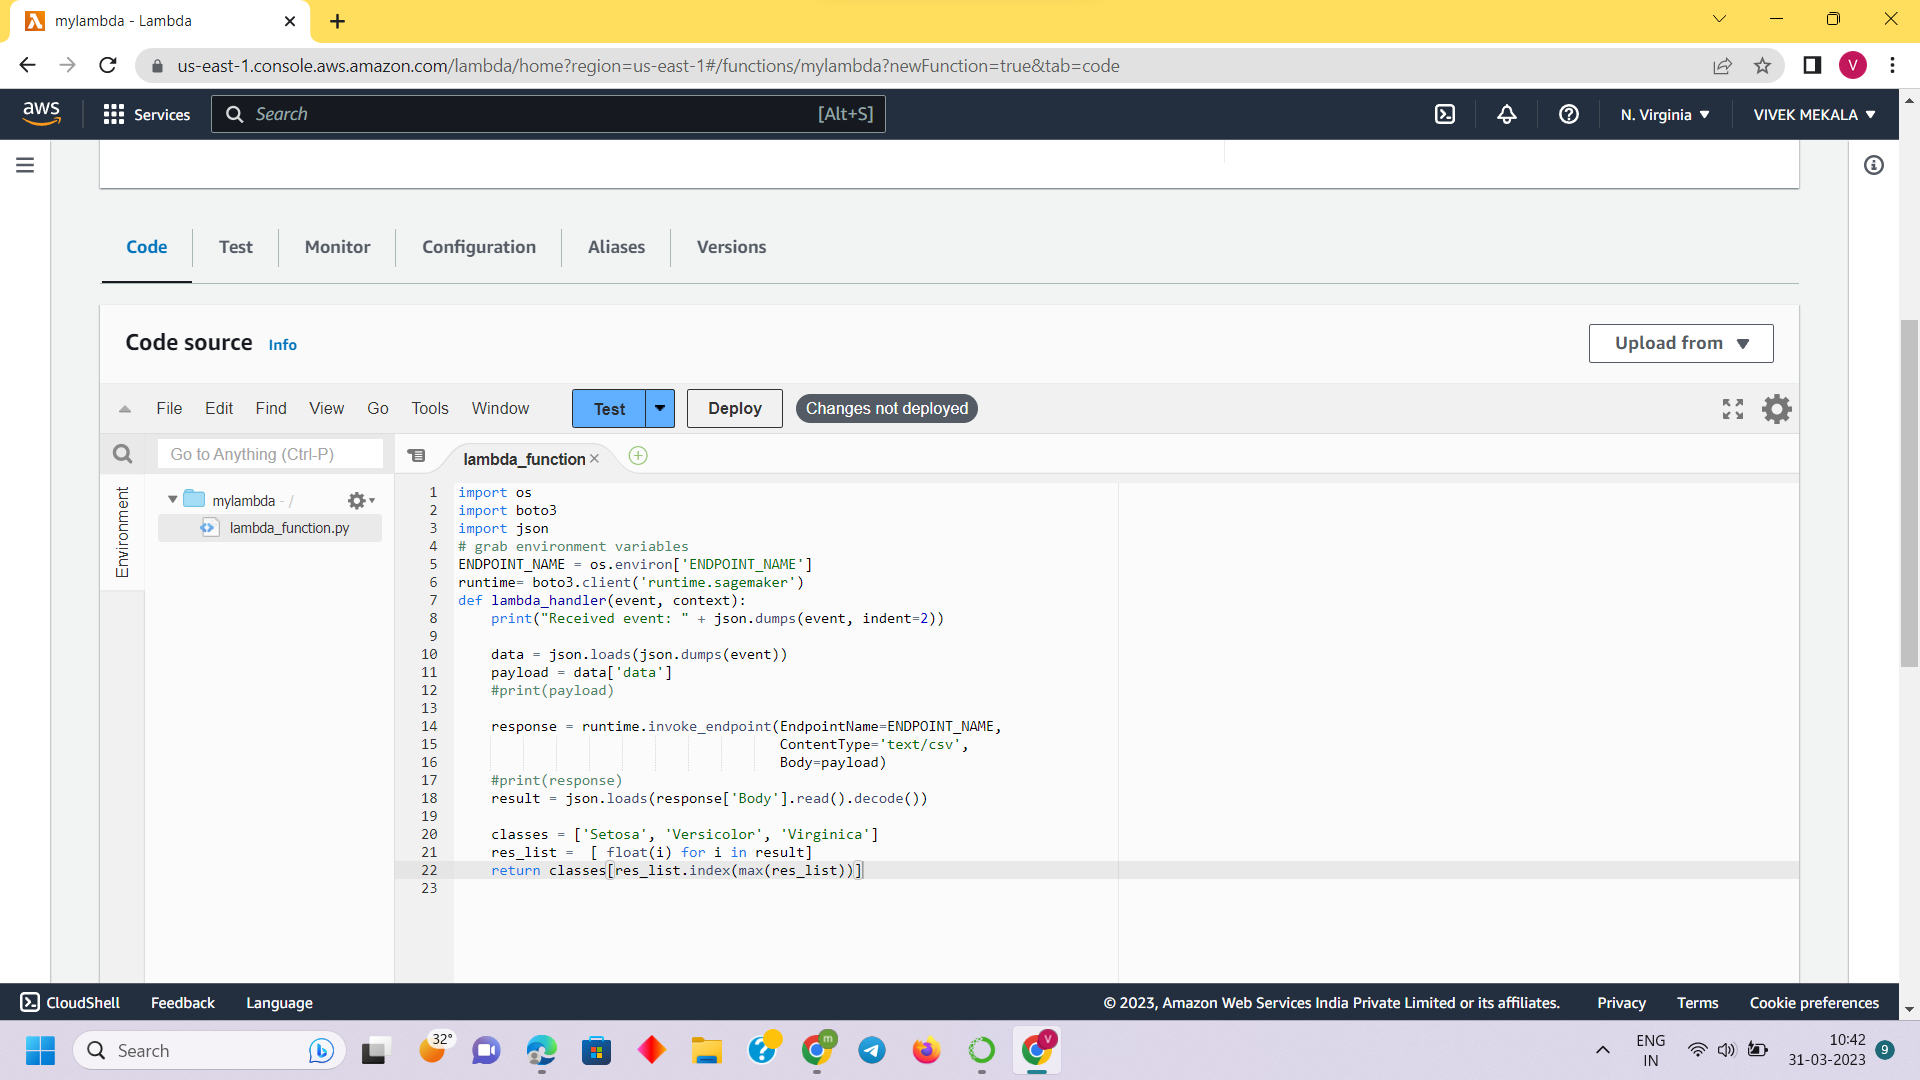 mylambda - Lambda
us-east-1.console.aws.amazon.com/lambda/home?region=us-east-1#/functions/mylambda?newFunction=true&tab=code
V
aws
Services
Search
[Alt+S]
N. Virginia
VIVEK MEKALA
Code
Test
Monitor
Configuration
Aliases
Versions
Code source Info
Upload from
File Edit Find View Go Tools Window
Test
Deploy
Changes not deployed
Go to Anything (Ctrl-P)
lambda_function
Environment
mylambda - /
lambda_function.py
1 import os
2 import boto3
3 import json
4 # grab environment variables
5 ENDPOINT_NAME = os.environ['ENDPOINT_NAME']
6 runtime= boto3.client('runtime.sagemaker')
7 def lambda_handler(event, context):
8     print("Received event: " + json.dumps(event, indent=2))
9
10     data = json.loads(json.dumps(event))
11     payload = data['data']
12     #print(payload)
13
14     response = runtime.invoke_endpoint(EndpointName=ENDPOINT_NAME,
15                                        ContentType='text/csv',
16                                        Body=payload)
17     #print(response)
18     result = json.loads(response['Body'].read().decode())
19
20     classes = ['Setosa', 'Versicolor', 'Virginica']
21     res_list =  [ float(i) for i in result]
22     return classes[res_list.index(max(res_list))]
23
CloudShell
Feedback
Language
© 2023, Amazon Web Services India Private Limited or its affiliates.
Privacy
Terms
Cookie preferences
Search
32°
m
V
ENG
IN
10:42
31-03-2023
9